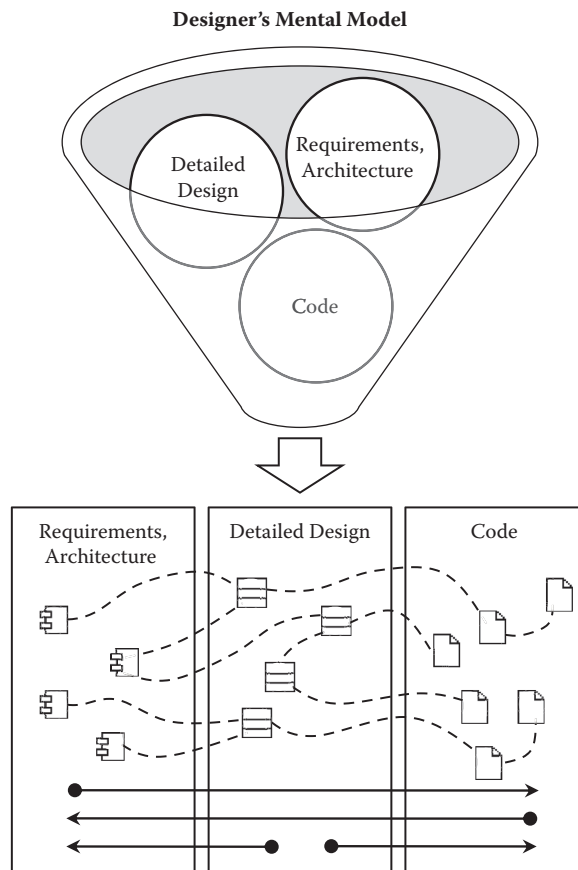 Designer’s Mental Model
Requirements,
Architecture
Detailed
Design
Code
Requirements,
Architecture
Detailed Design
Code